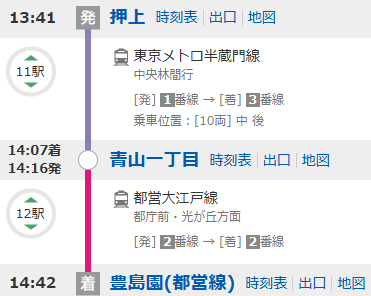 13:41 発 押上 時刻表 出口 地図
11駅
東京メトロ半蔵門線
中央林間行
[発] 1番線 → [着] 3番線
乗車位置:[10両] 中 後
14:07着
14:16発
青山一丁目 時刻表 出口 地図
12駅
都営大江戸線
都庁前・光が丘方面
[発] 2番線 → [着] 2番線
14:42 着 豊島園(都営線) 時刻表 出口 地図